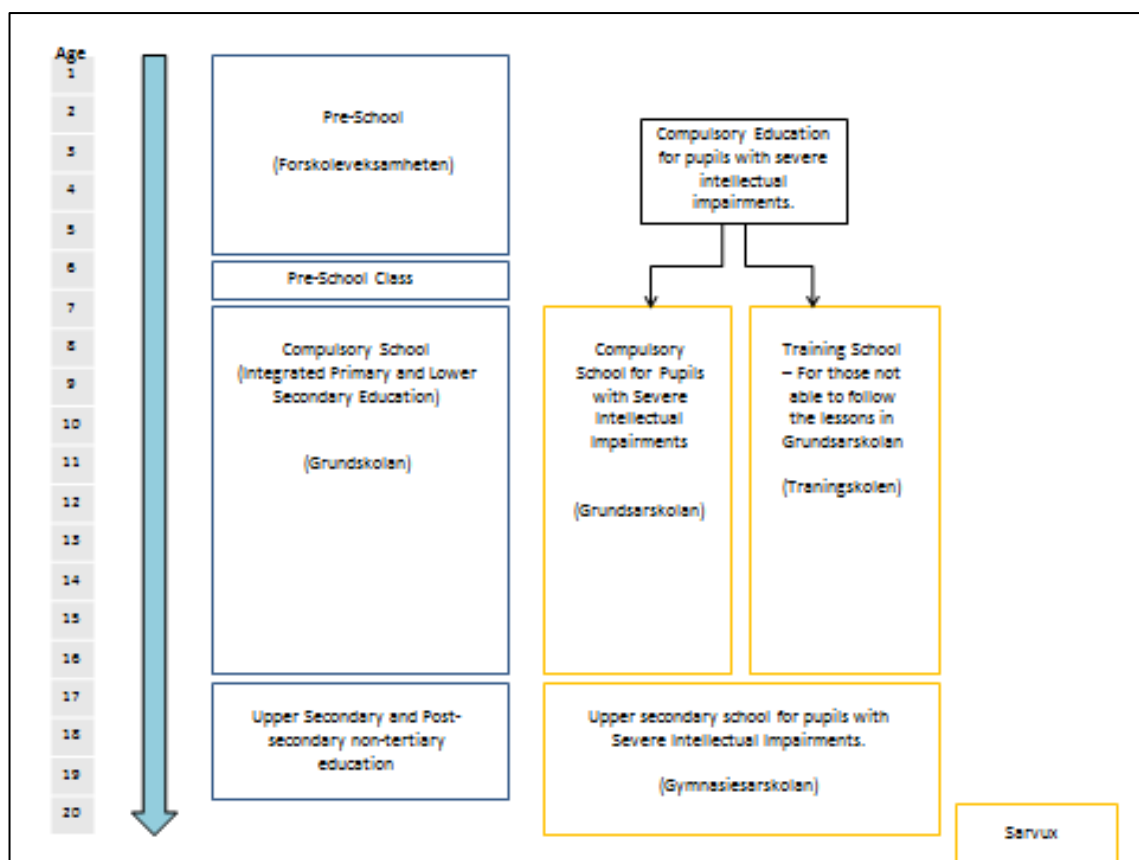 Age
1
2
3
4
5
6
7
8
9
10
11
12
13
14
15
16
17
18
19
20
Pre-School
(Forskoleveksamheten)
Pre-School Class
Compulsory School
(Integrated Primary and Lower
Secondary Education)
(Grundskolan)
Upper Secondary and Post-
secondary non-tertiary
education
Compulsory Education
for pupils with severe
intellectual
impairments.
Compulsory
School for Pupils
with Severe
Intellectual
Impairments
(Grundsarskolan)
Training School
– For those not
able to follow
the lessons in
Grundsarskolan
(Traningskolen)
Upper secondary school for pupils with
Severe Intellectual Impairments.
(Gymnasiesarskolan)
Sarvux